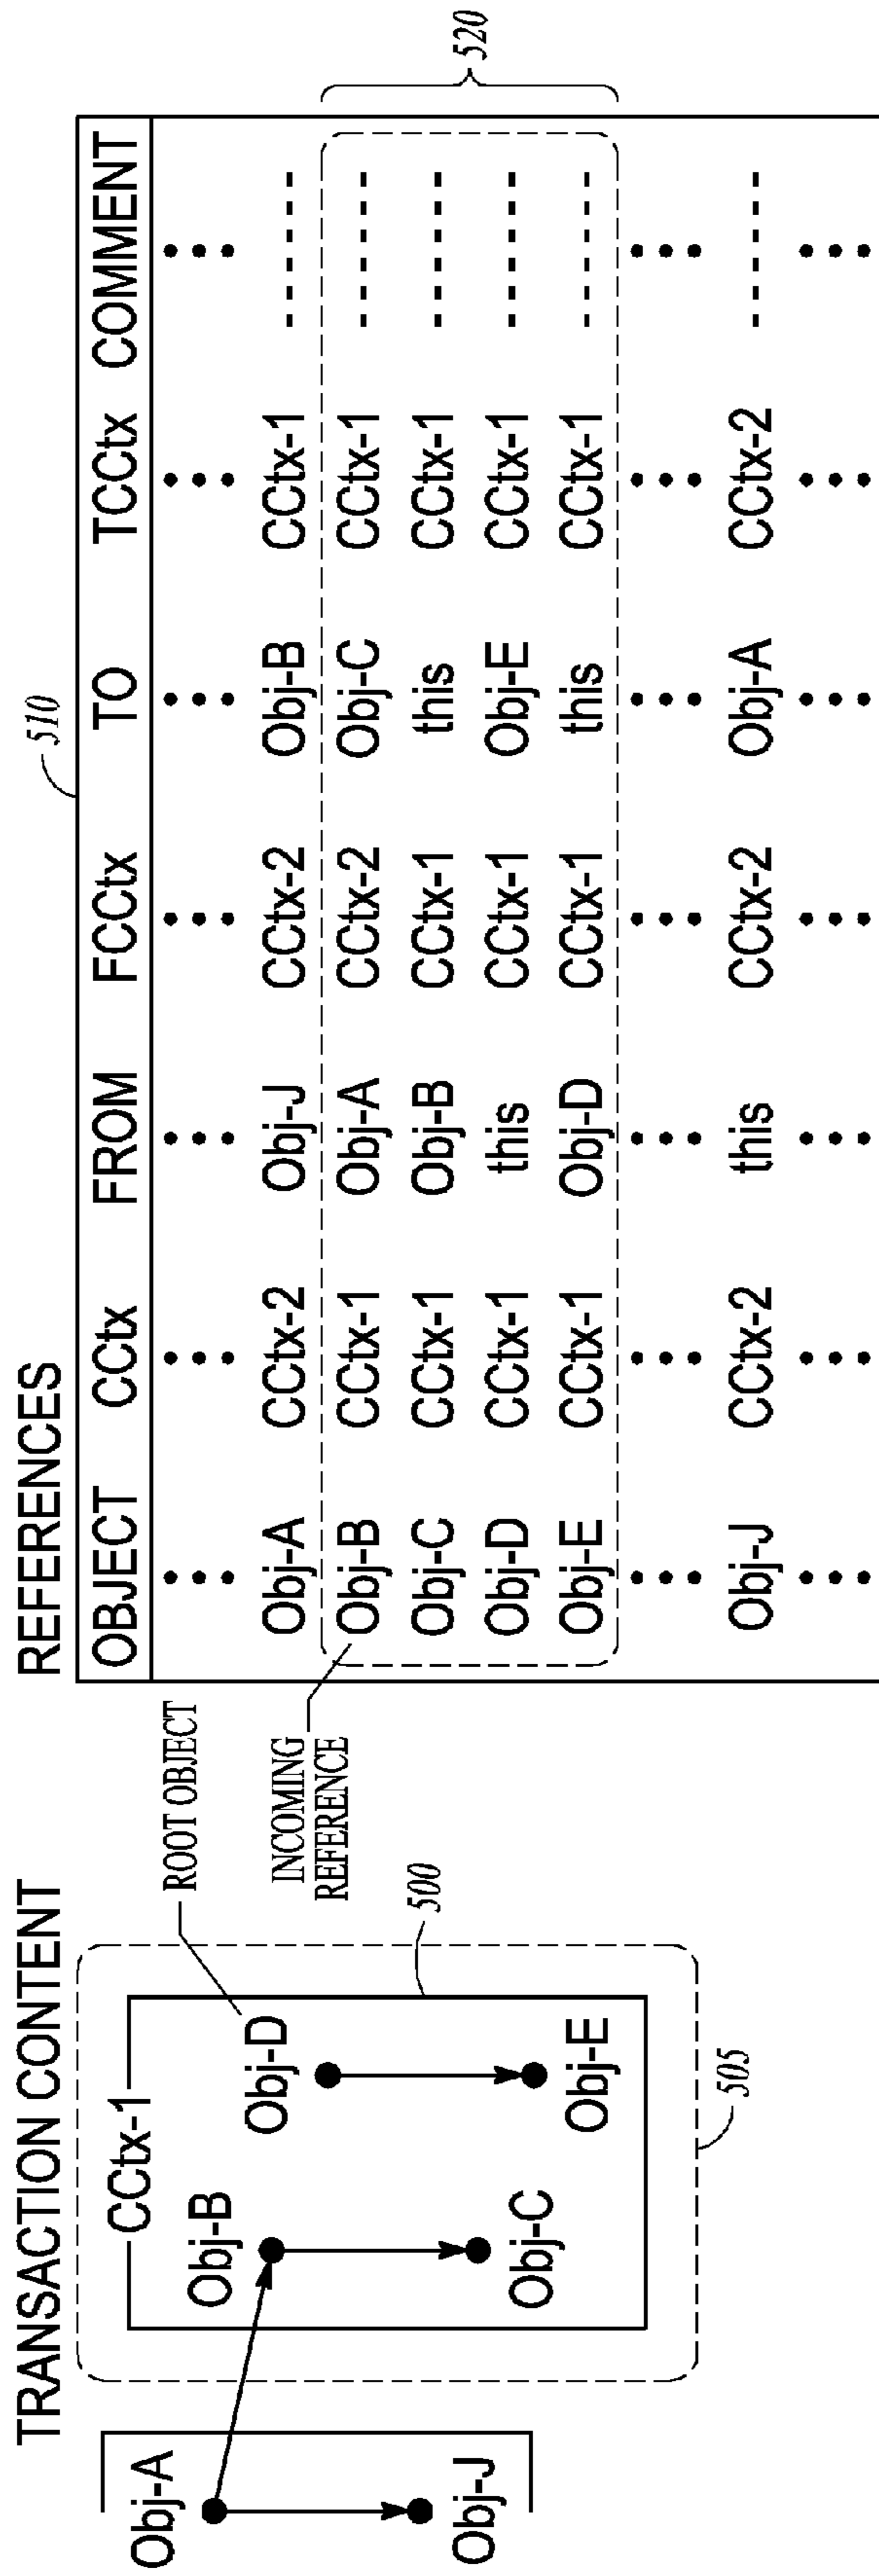 TRANSACTION CONTENT
CCtx-1
Obj-A
Obj-J
Obj-B
Obj-C
Obj-D
Obj-E
ROOT OBJECT
INCOMING
REFERENCE
500
505
REFERENCES
510
OBJECT CCtx FROM FCCtx TO TCCtx COMMENT
••• ••• ••• ••• ••• ••• •••
Obj-A CCtx-2 Obj-J CCtx-2 Obj-B CCtx-1 ------
Obj-B CCtx-1 Obj-A CCtx-2 Obj-C CCtx-1 ------
Obj-C CCtx-1 Obj-B CCtx-1 this CCtx-1 ------
Obj-D CCtx-1 this CCtx-1 Obj-E CCtx-1 ------
Obj-E CCtx-1 Obj-D CCtx-1 this CCtx-1 ------
••• ••• ••• ••• ••• ••• •••
Obj-J CCtx-2 this CCtx-2 Obj-A CCtx-2 ------
••• ••• ••• ••• ••• ••• •••
520